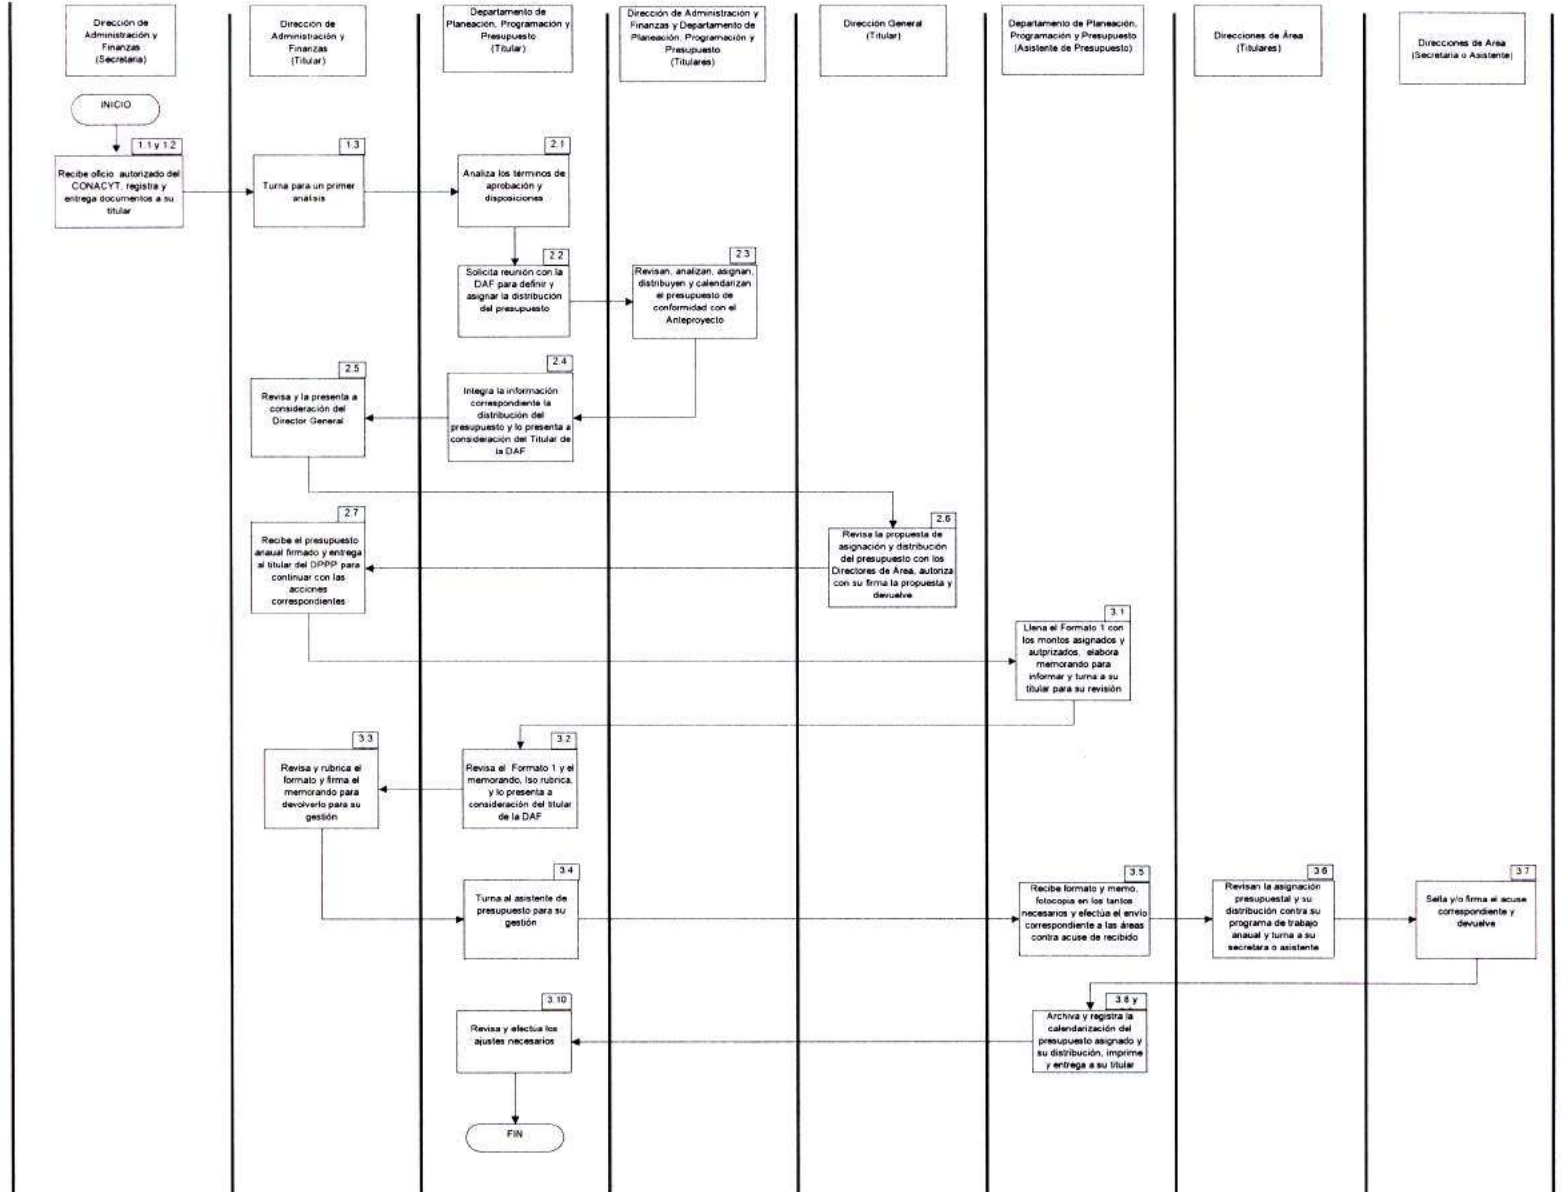 Dirección de
Administración y
Finanzas
(Secretaria)
Dirección de
Administración y
Finanzas
(Titular)
Departamento de
Planeación, Programación y
Presupuesto
(Titular)
Dirección de Administración y
Finanzas y Departamento de
Planeación, Programación y
Presupuesto
(Titulares)
Dirección General
(Titular)
Departamento de Planeación,
Programación y Presupuesto
(Asistente de Presupuesto)
Direcciones de Área
(Titulares)
Direcciones de Area
(Secretaria o Asistente)
INICIO
1.1 y 1.2
Recibe oficio autorizado del
CONACYT, registra y
entrega documentos a su
titular
1.3
Turna para un primer
análisis
2.1
Analiza los términos de
aprobación y
disposiciones
2.2
Solicita reunión con la
DAF para definir y
asignar la distribución
del presupuesto
2.3
Revisan, analizan, asignan,
distribuyen y calendarizan
el presupuesto de
conformidad con el
Anteproyecto
2.4
Integra la información
correspondiente la
distribución del
presupuesto y lo presenta a
consideración del Titular de
la DAF
2.5
Revisa y la presenta a
consideración del
Director General
2.6
Revisa la propuesta de
asignación y distribución
del presupuesto con los
Directores de Área, autoriza
con su firma la propuesta y
devuelve
2.7
Recibe el presupuesto
anaual firmado y entrega
al titular del DPPP para
continuar con las
acciones
correspondientes
3.1
Llena el Formato 1 con
los montos asignados y
autprizados, elabora
memorando para
informar y turna a su
titular para su revisión
3.2
Revisa el Formato 1 y el
memorando, lso rubrica,
y lo presenta a
consideración del titular
de la DAF
3.3
Revisa y rubrica el
formato y firma el
memorando para
devolverlo para su
gestión
3.4
Turna al asistente de
presupuesto para su
gestión
3.5
Recibe formato y memo,
fotocopia en los tantos
necesarios y efectúa el envío
correspondiente a las áreas
contra acuse de recibido
3.6
Revisan la asignación
presupuestal y su
distribución contra su
programa de trabajo
anaual y turna a su
secretara o asistente
3.7
Sella y/o firma el acuse
correspondiente y
devuelve
3.8 y
Archiva y registra la
calendarización del
presupuesto asignado y
su distribución, imprime
y entrega a su titular
3.10
Revisa y efectúa los
ajustes necesarios
FIN